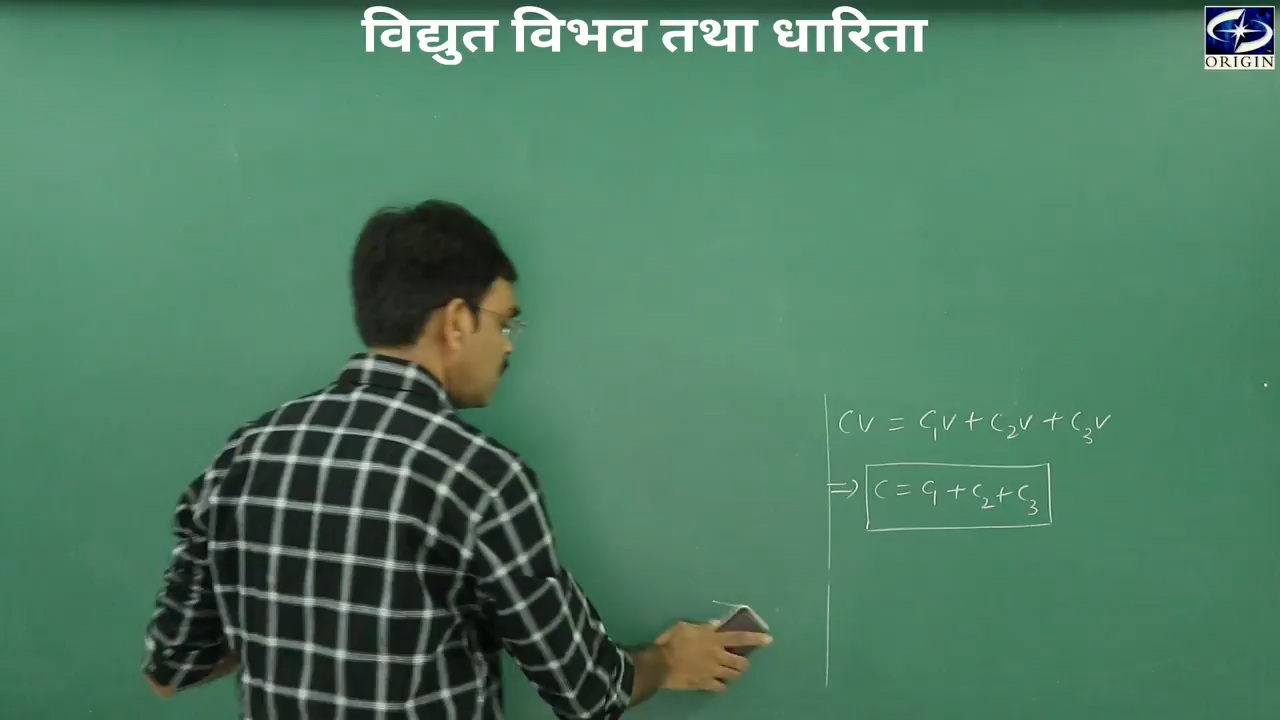 विद्युत विभव तथा धारिता
ORIGIN
CV = C₁V + C₂V + C₃V
⇒ C = C₁ + C₂ + C₃